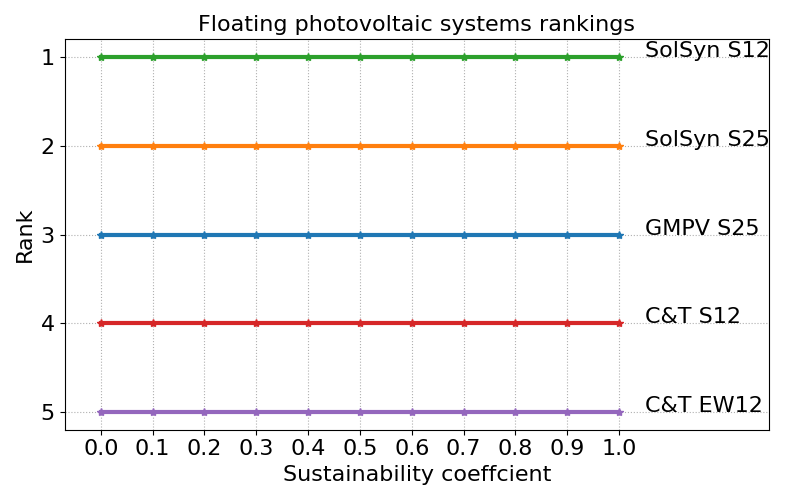 Floating photovoltaic systems rankings
1
SolSyn S12
2
SolSyn S25
Rank
3
GMPV S25
4
C&T S12
5
C&T EW12
0.0 0.1 0.2 0.3 0.4 0.5 0.6 0.7 0.8 0.9 1.0
Sustainability coeffcient